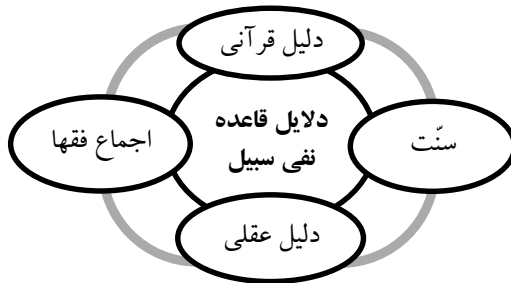 دلیل قرآنی
دلایل قاعده
نفی سبیل
سنّت
اجماع فقها
دلیل عقلی